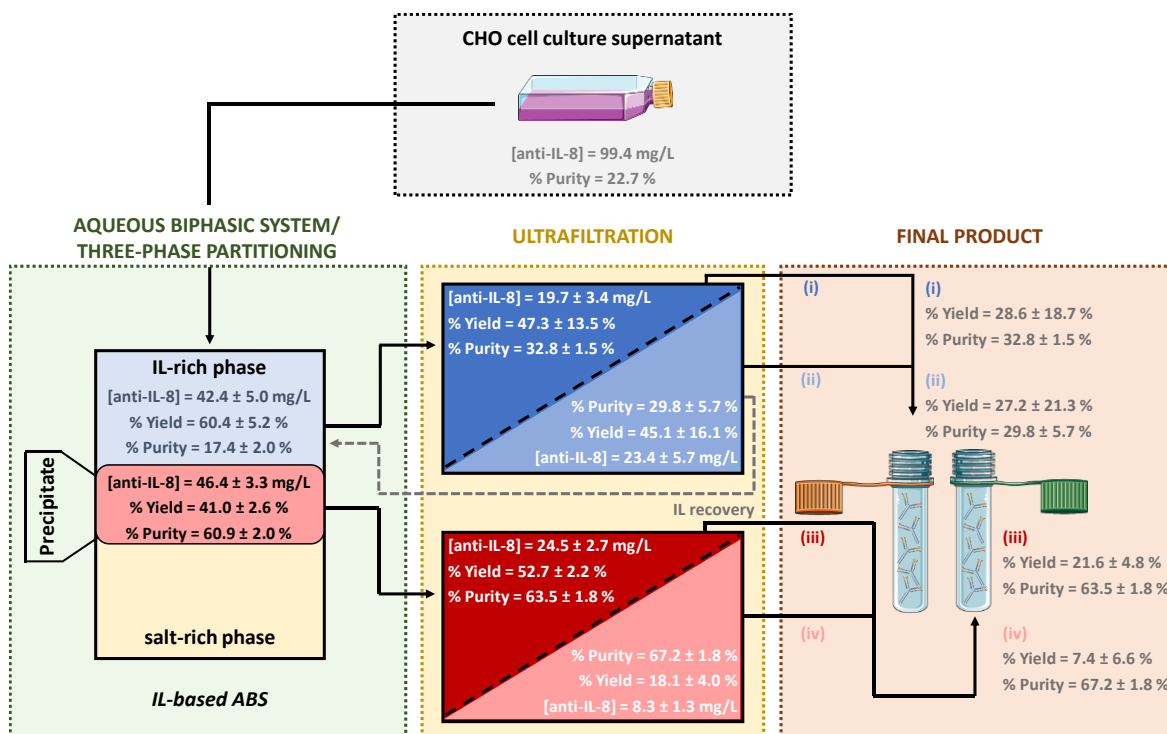 CHO cell culture supernatant
[anti-IL-8] = 99.4 mg/L
% Purity = 22.7 %
AQUEOUS BIPHASIC SYSTEM/
THREE-PHASE PARTITIONING
IL-rich phase
[anti-IL-8] = 42.4 ± 5.0 mg/L
% Yield = 60.4 ± 5.2 %
% Purity = 17.4 ± 2.0 %
Precipitate
[anti-IL-8] = 46.4 ± 3.3 mg/L
% Yield = 41.0 ± 2.6 %
% Purity = 60.9 ± 2.0 %
salt-rich phase
IL-based ABS
ULTRAFILTRATION
[anti-IL-8] = 19.7 ± 3.4 mg/L
% Yield = 47.3 ± 13.5 %
% Purity = 32.8 ± 1.5 %
% Purity = 29.8 ± 5.7 %
% Yield = 45.1 ± 16.1 %
[anti-IL-8] = 23.4 ± 5.7 mg/L
IL recovery
[anti-IL-8] = 24.5 ± 2.7 mg/L
% Yield = 52.7 ± 2.2 %
% Purity = 63.5 ± 1.8 %
% Purity = 67.2 ± 1.8 %
% Yield = 18.1 ± 4.0 %
[anti-IL-8] = 8.3 ± 1.3 mg/L
FINAL PRODUCT
(i)
(ii)
(iii)
(iv)
(i)
% Yield = 28.6 ± 18.7 %
% Purity = 32.8 ± 1.5 %
(ii)
% Yield = 27.2 ± 21.3 %
% Purity = 29.8 ± 5.7 %
(iii)
% Yield = 21.6 ± 4.8 %
% Purity = 63.5 ± 1.8 %
(iv)
% Yield = 7.4 ± 6.6 %
% Purity = 67.2 ± 1.8 %